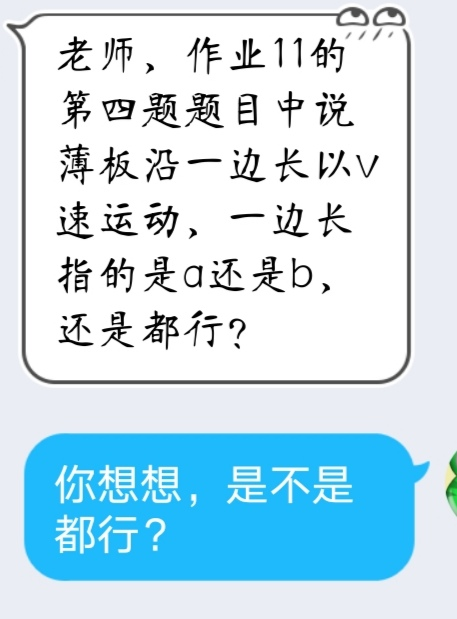 老师、作业11的
第四题题目中说
薄板沿一边长以v
速运动、一边长
指的是a还是b，
还是都行？
你想想，是不是
都行？